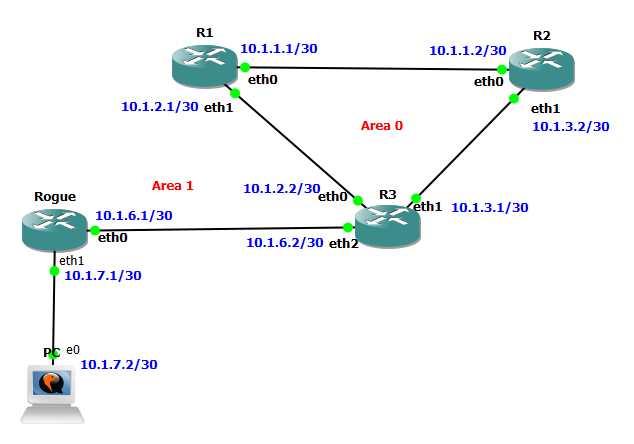 R1
R2
10.1.1.1/30
10.1.1.2/30
eth0
eth0
10.1.2.1/30
eth1
eth1
10.1.3.2/30
Area 0
Area 1
10.1.2.2/30
eth0
R3
eth1
10.1.3.1/30
Rogue
10.1.6.1/30
eth0
10.1.6.2/30
eth2
eth1
10.1.7.1/30
PC
e0
10.1.7.2/30